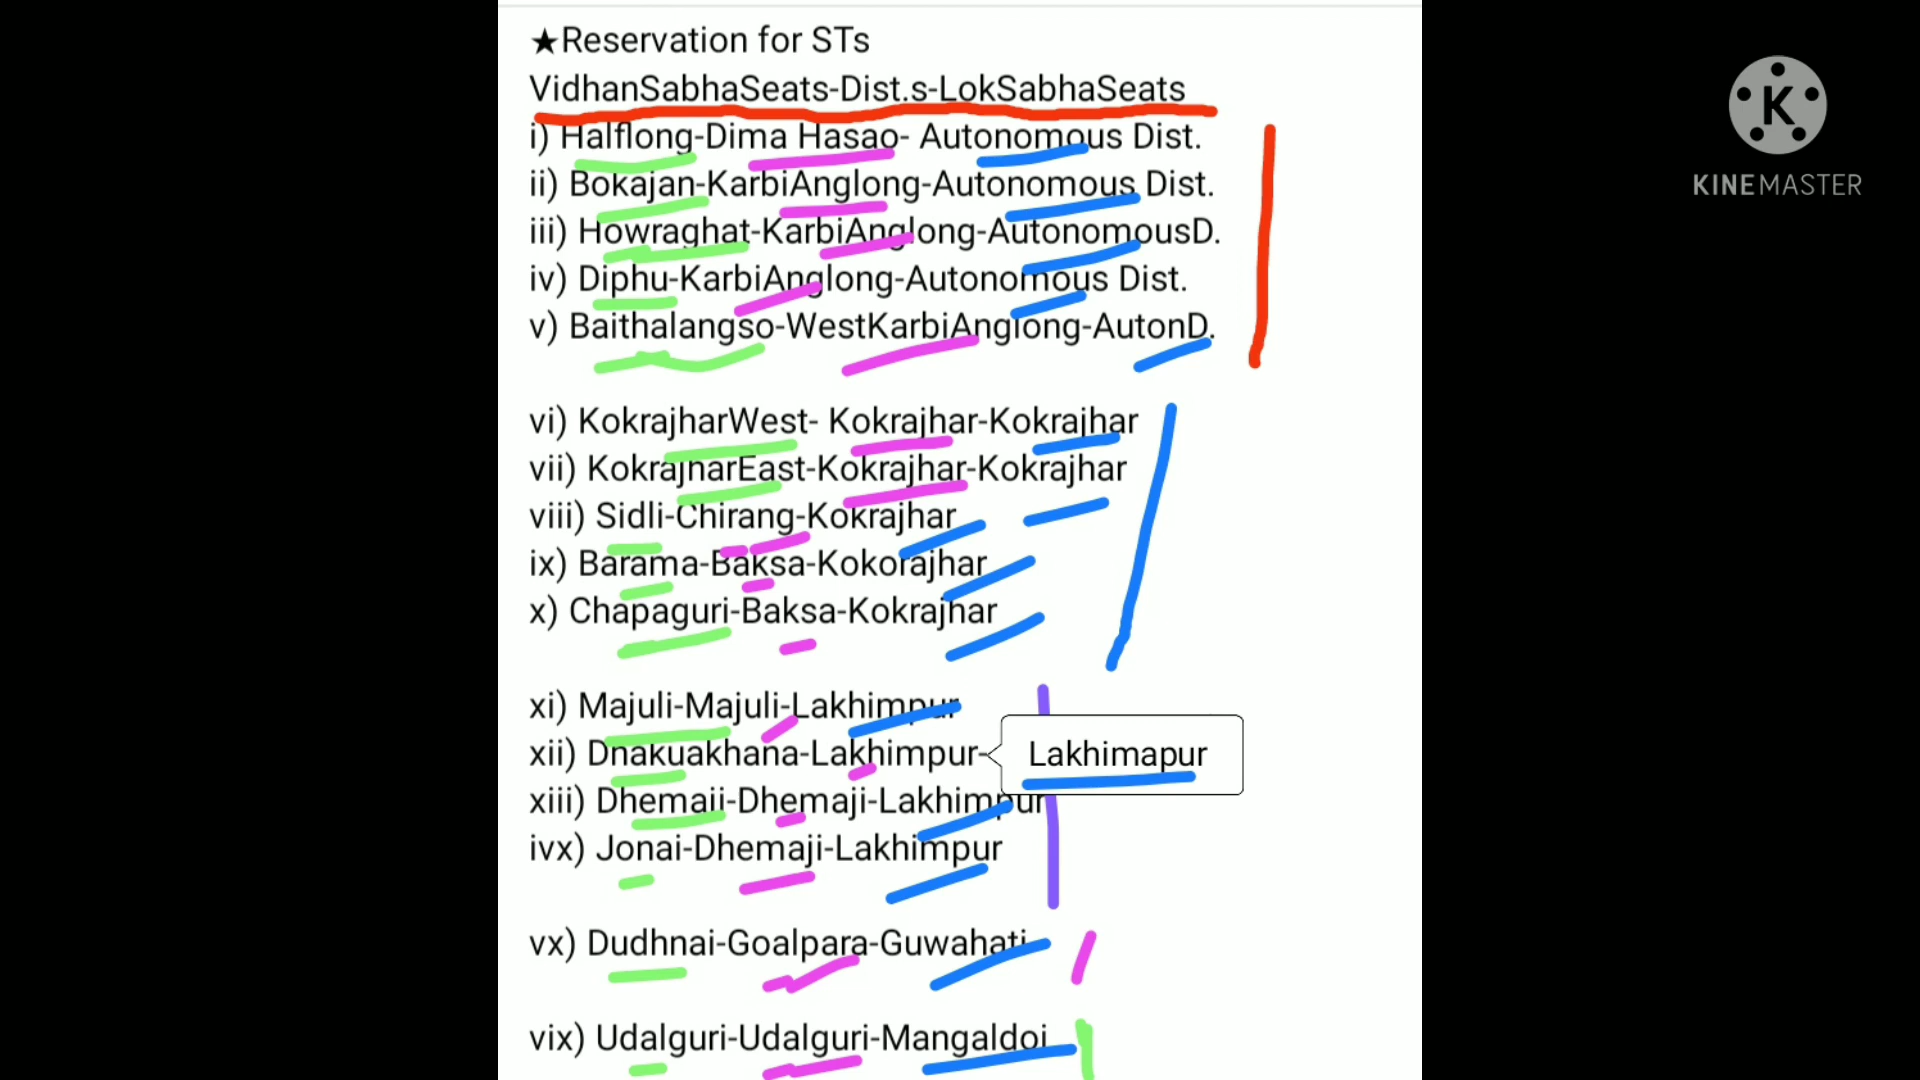 ★Reservation for STs
VidhanSabhaSeats-Dist.s-LokSabhaSeats
i) Halflong-Dima Hasao- Autonomous Dist.
ii) Bokajan-KarbiAnglong-Autonomous Dist.
iii) Howraghat-KarbiAnglong-AutonomousD.
iv) Diphu-KarbiAnglong-Autonomous Dist.
v) Baithalangso-WestKarbiAnglong-AutonD.
vi) KokrajharWest- Kokrajhar-Kokrajhar
vii) KokrajharEast-Kokrajhar-Kokrajhar
viii) Sidli-Chirang-Kokrajhar
ix) Barama-Baksa-Kokorajhar
x) Chapaguri-Baksa-Kokrajhar
xi) Majuli-Majuli-Lakhimpur
xii) Dhakuakhana-Lakhimpur- Lakhimapur
xiii) Dhemaji-Dhemaji-Lakhimpur
ivx) Jonai-Dhemaji-Lakhimpur
vx) Dudhnai-Goalpara-Guwahati
vix) Udalguri-Udalguri-Mangaldoi
K
KINEMASTER